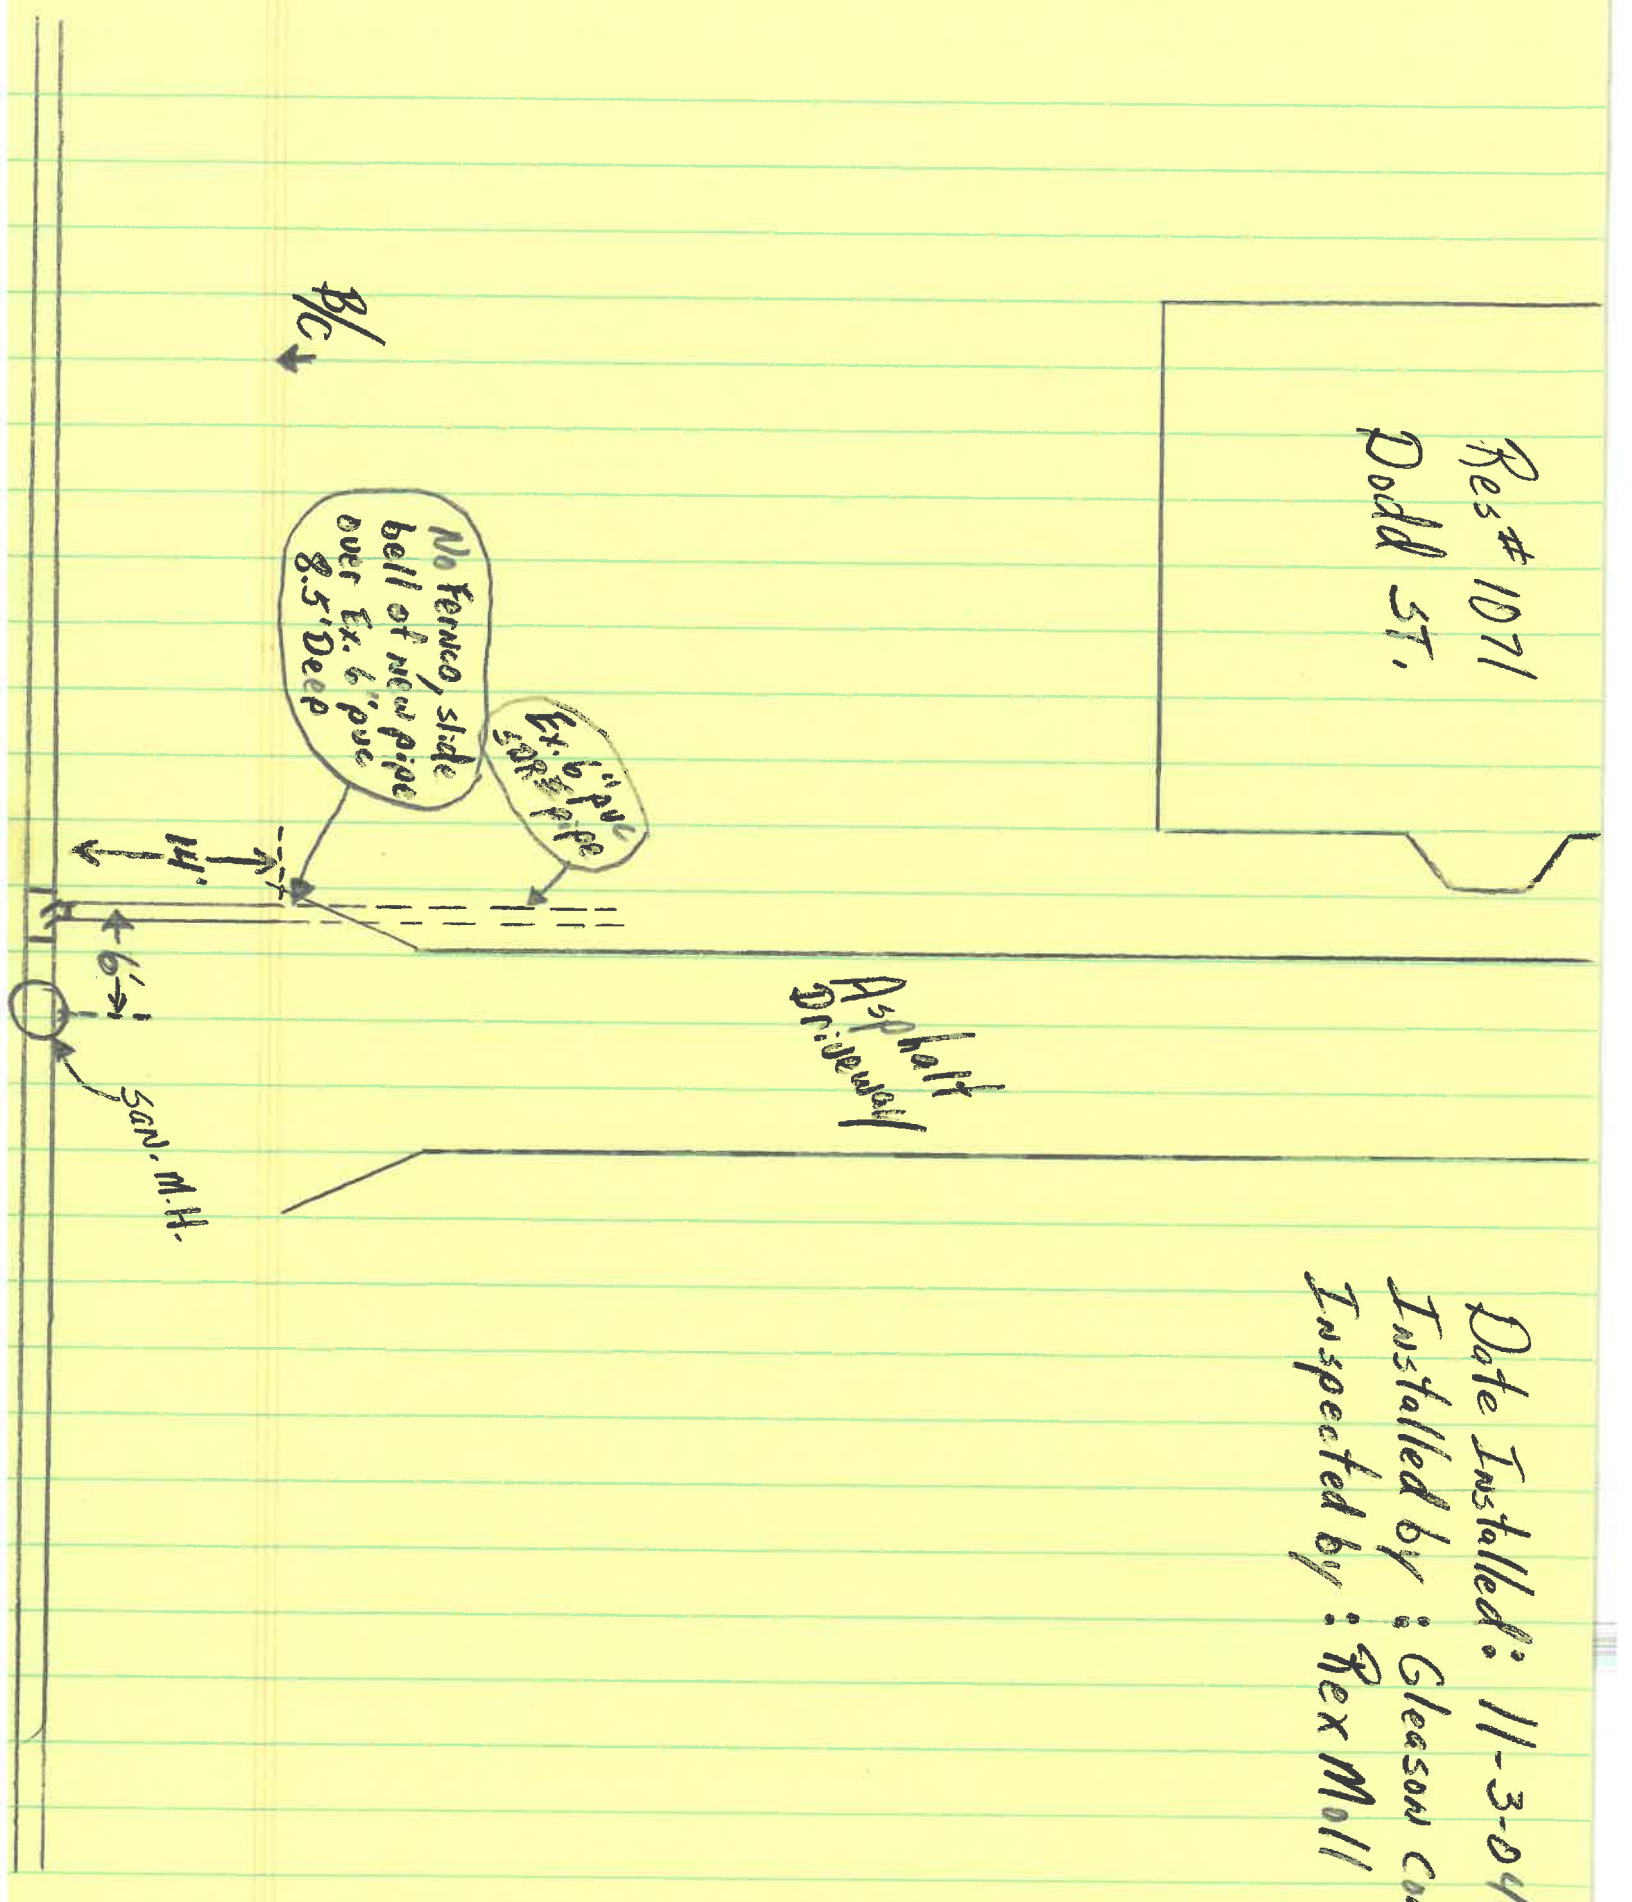 Res# 1071
Dodd ST.
Date Installed: 11-3-04
Installed by: Gleason
Inspected by: Rex Moll
Asphalt
Driveway
Ex. 6" pvc
pipe
No Fernco, slide
bell of new pipe
over Ex. 6" pvc
8.5' Deep
B/C
14'
6'
SAN. M.H.